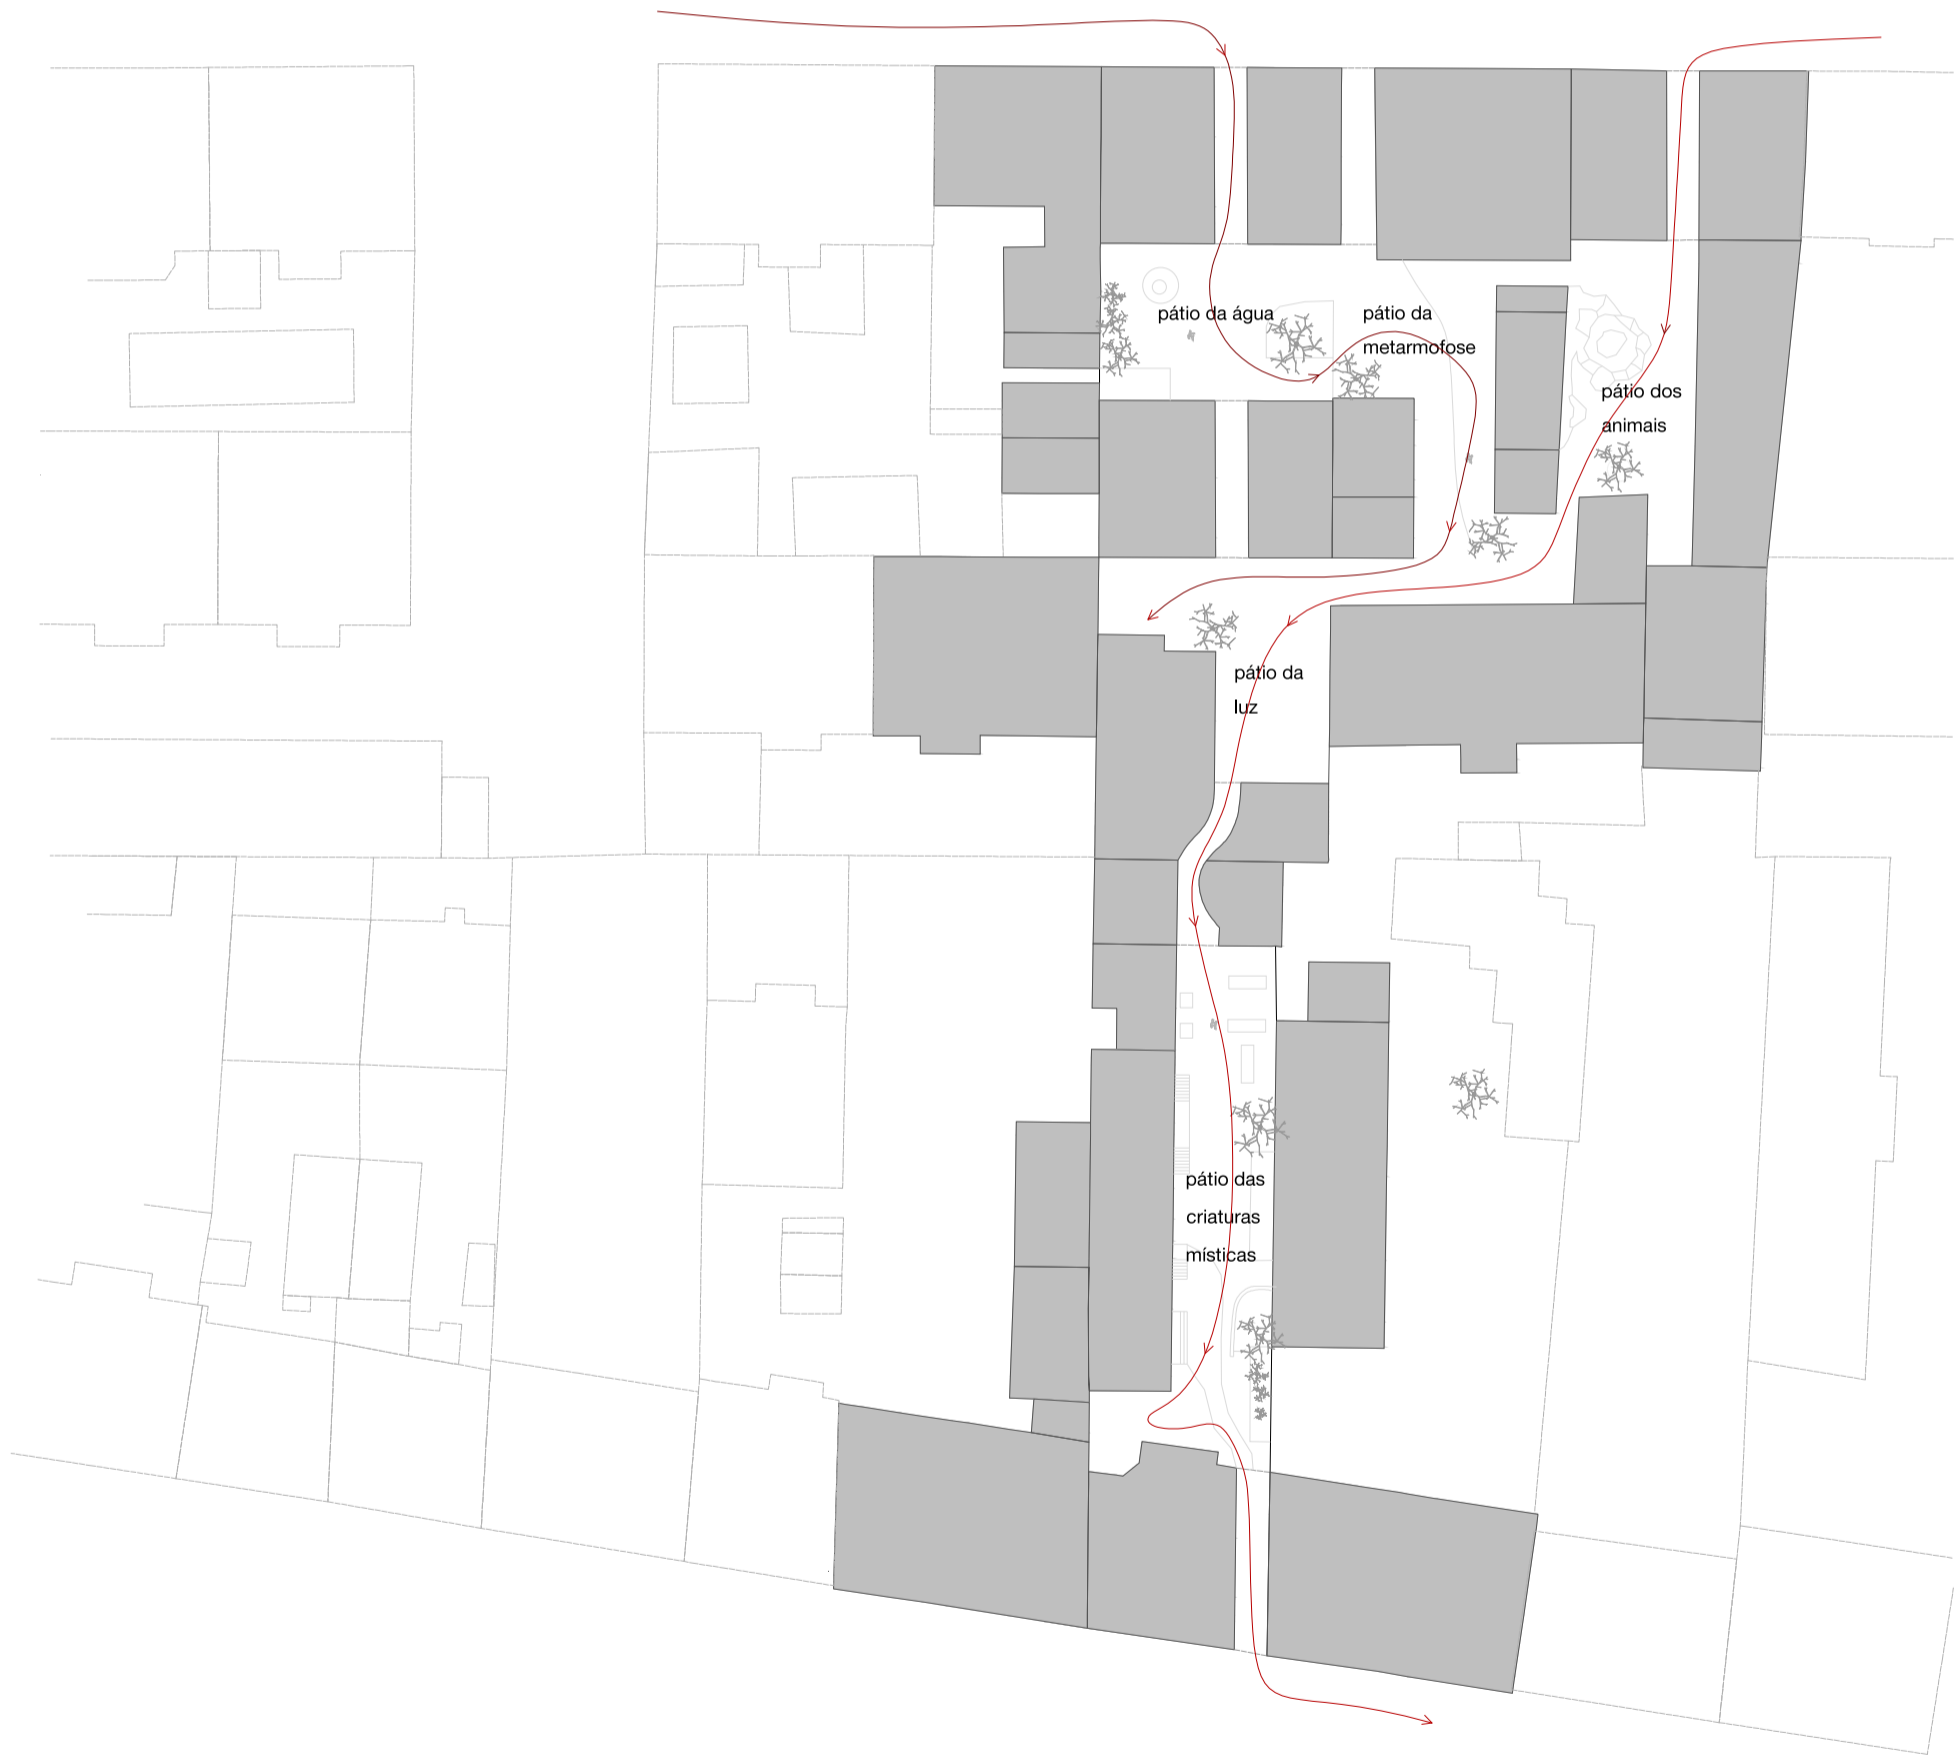 pátio da água
pátio da
metarmofose
pátio dos
animais
pátio da
luz
pátio das
criaturas
místicas